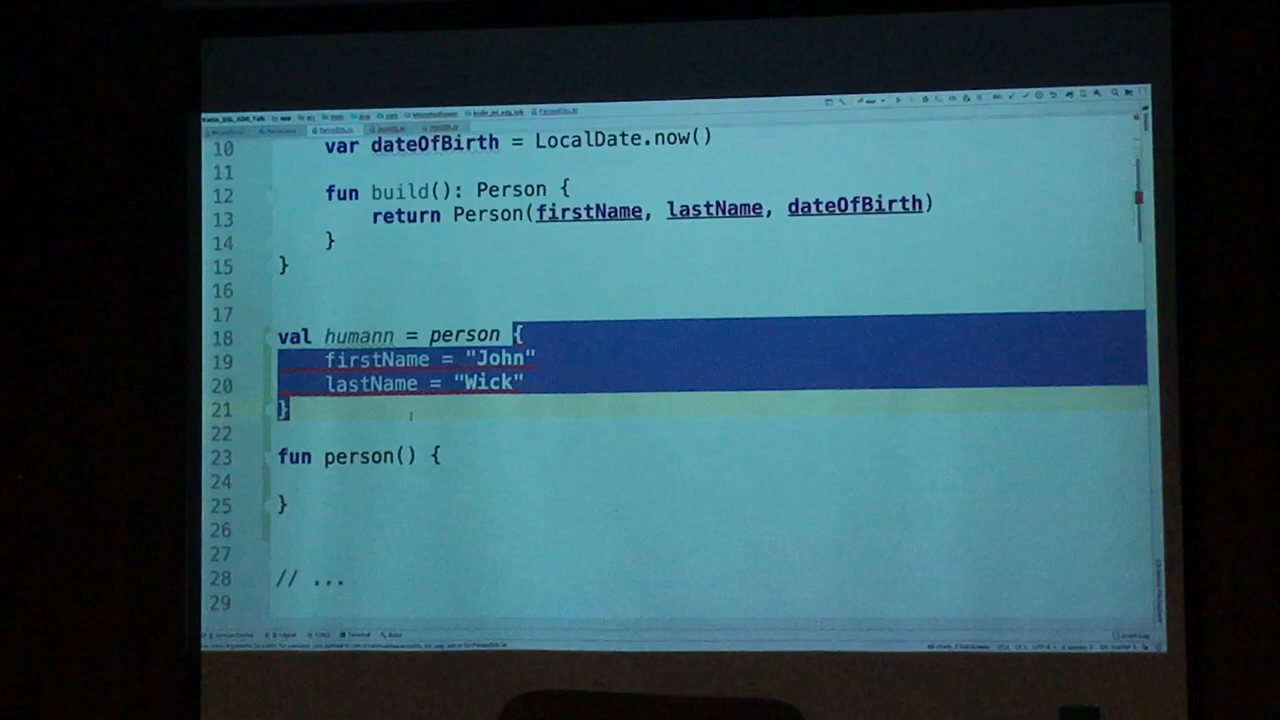 Kotlin_DSL_ADG_Talk
10 var dateOfBirth = LocalDate.now()
11
12 fun build(): Person {
13 return Person(firstName, lastName, dateOfBirth)
14 }
15 }
16
17
18 val humann = person {
19 firstName = "John"
20 lastName = "Wick"
21 }
22
23 fun person() {
24
25 }
26
27
28 // ...
29
Terminal